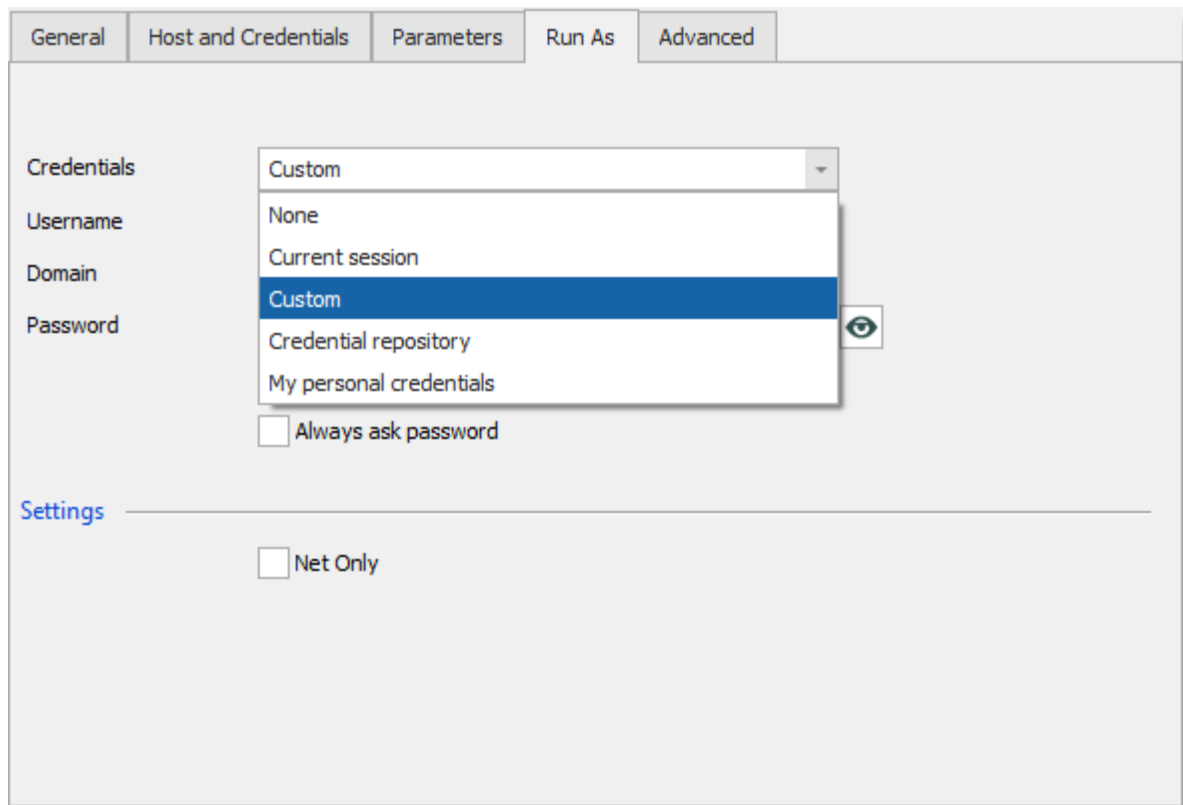 General Host and Credentials Parameters Run As Advanced
Credentials Custom
None
Username
Current session
Domain
Custom
Password
Credential repository
My personal credentials
Always ask password
Settings
Net Only